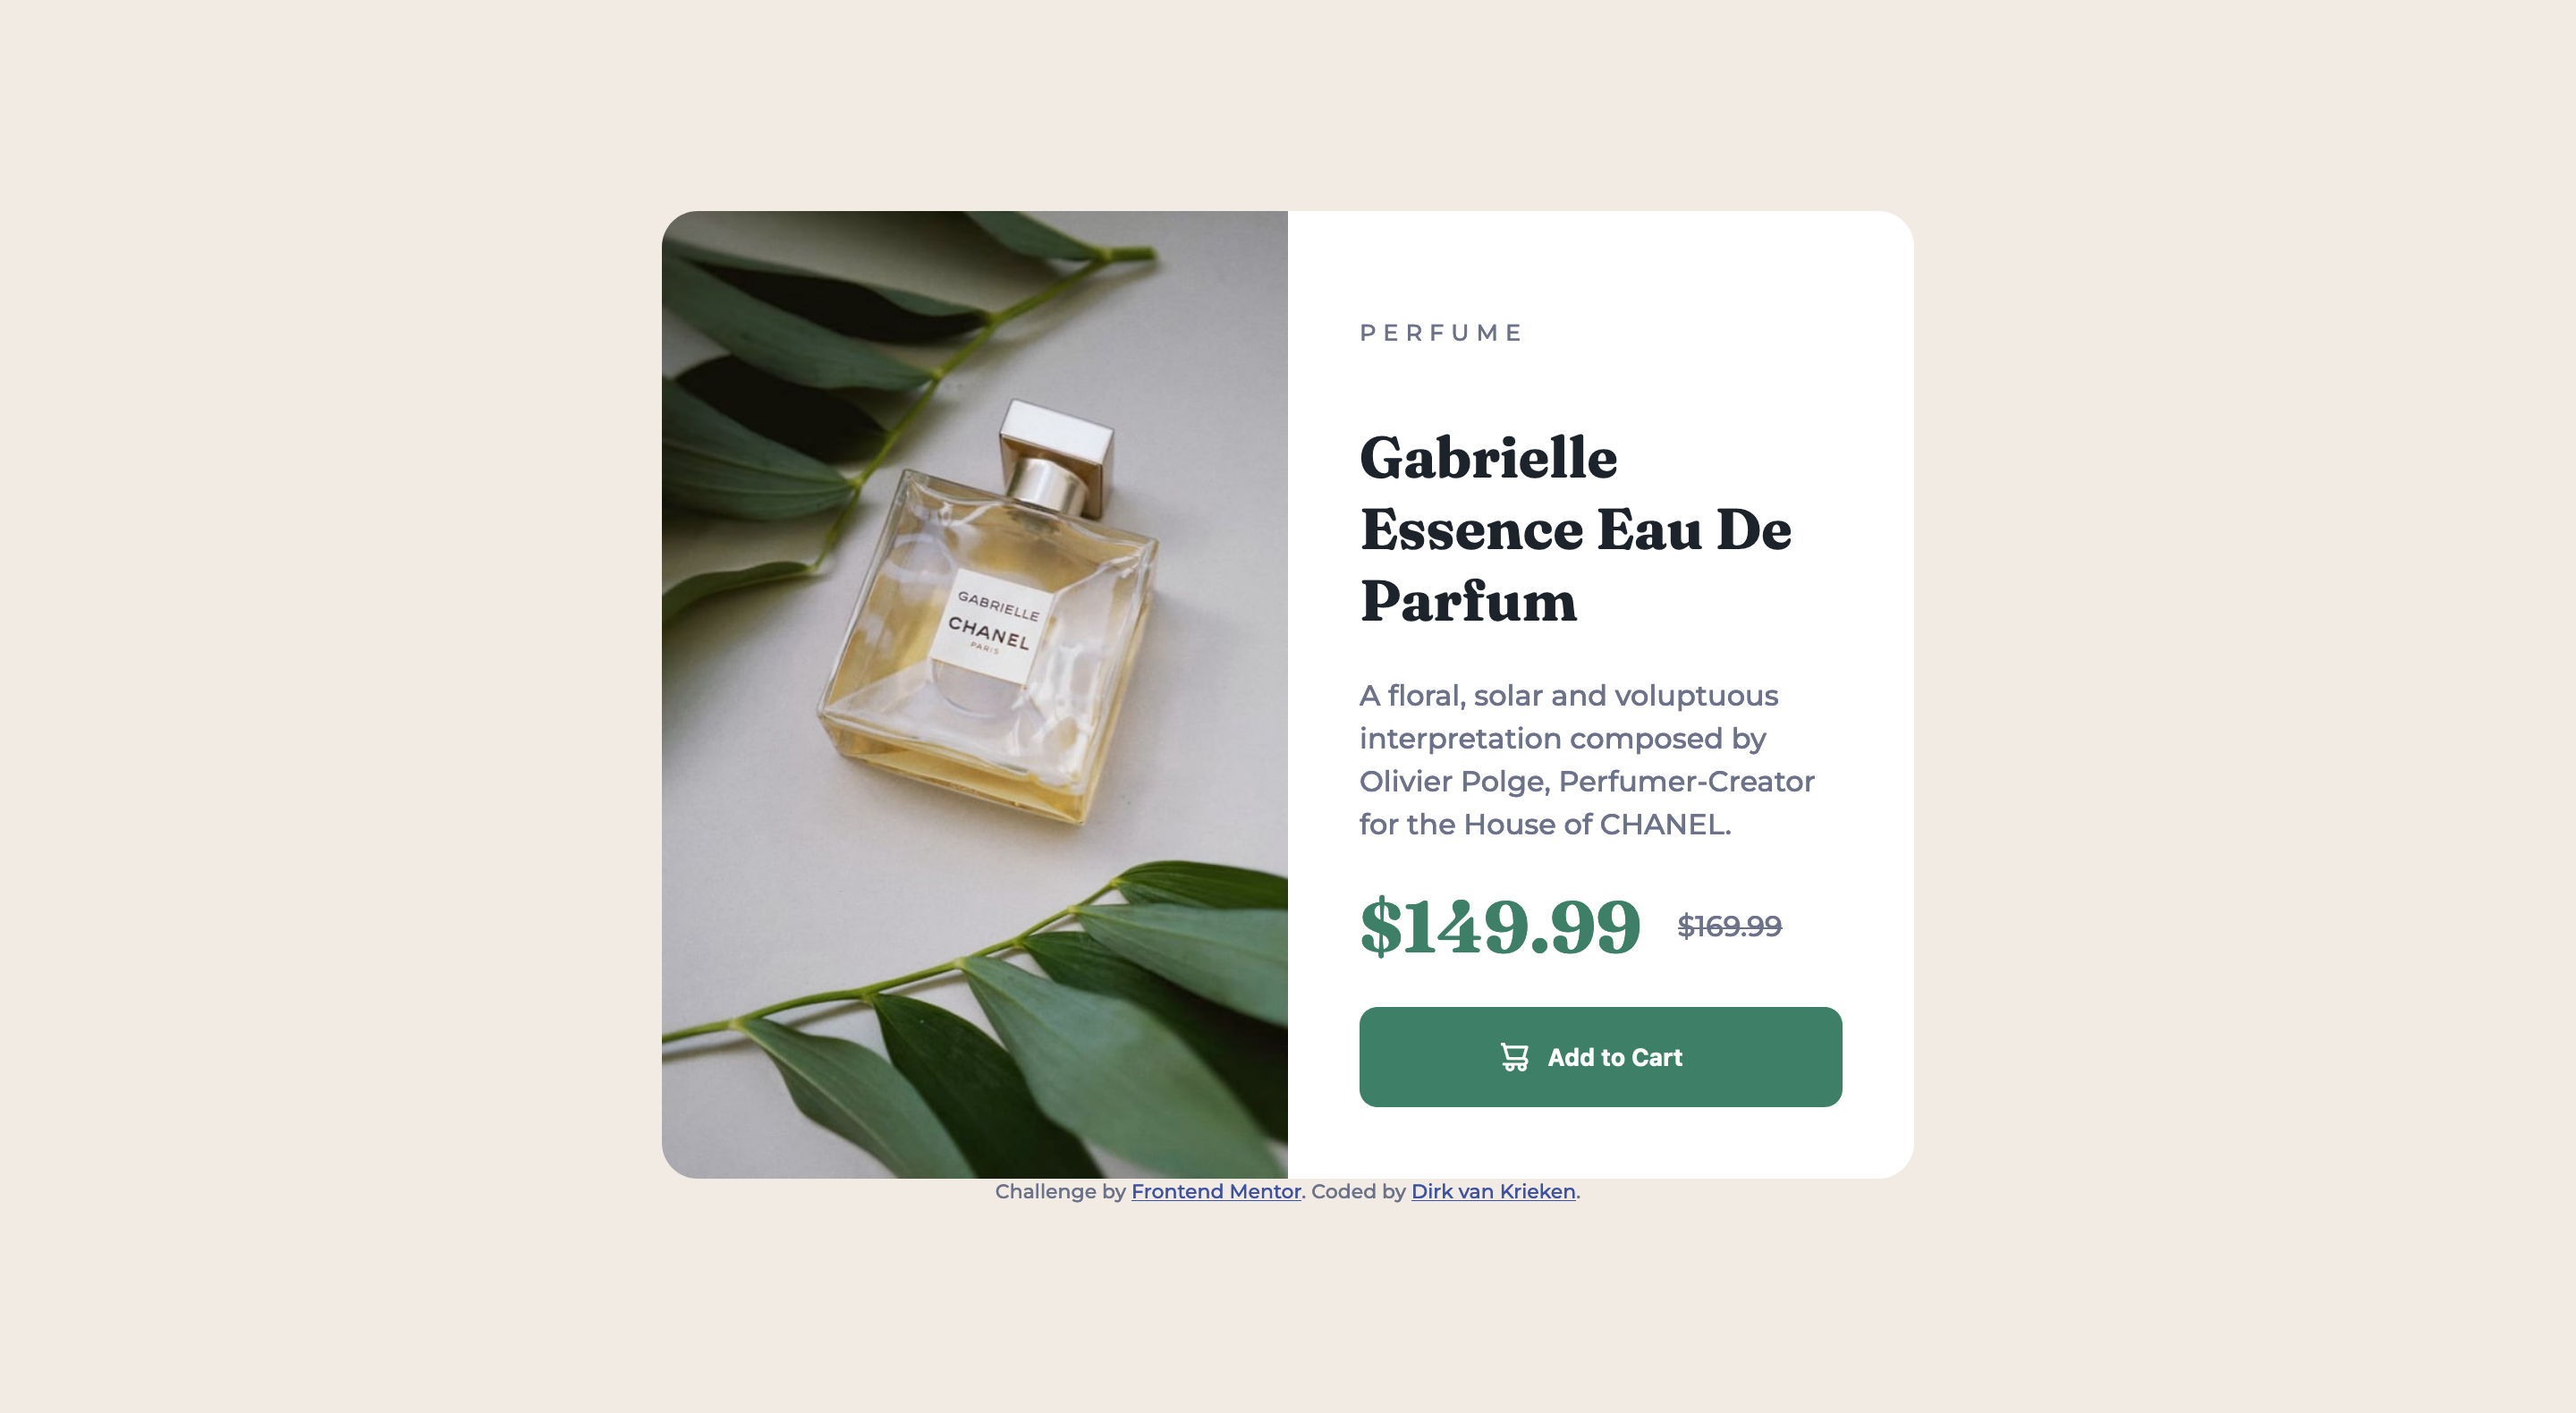 GABRIELLE
CHANEL
PARIS
PERFUME
Gabrielle
Essence Eau De
Parfum
A floral, solar and voluptuous
interpretation composed by
Olivier Polge, Perfumer-Creator
for the House of CHANEL.
$149.99 $169.99
Add to Cart
Challenge by Frontend Mentor. Coded by Dirk van Krieken.